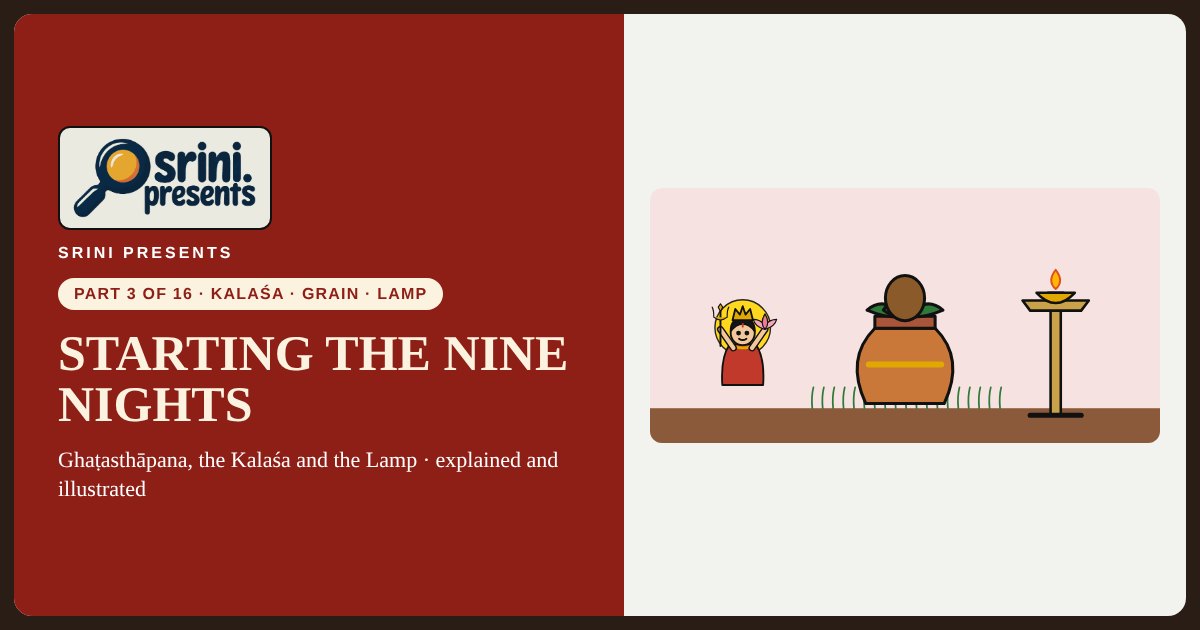 srini.
presents
SRINI PRESENTS
PART 3 OF 16 · KALAŚA · GRAIN · LAMP
STARTING THE NINE
NIGHTS
Ghaṭasthāpana, the Kalaśa and the Lamp · explained and
illustrated